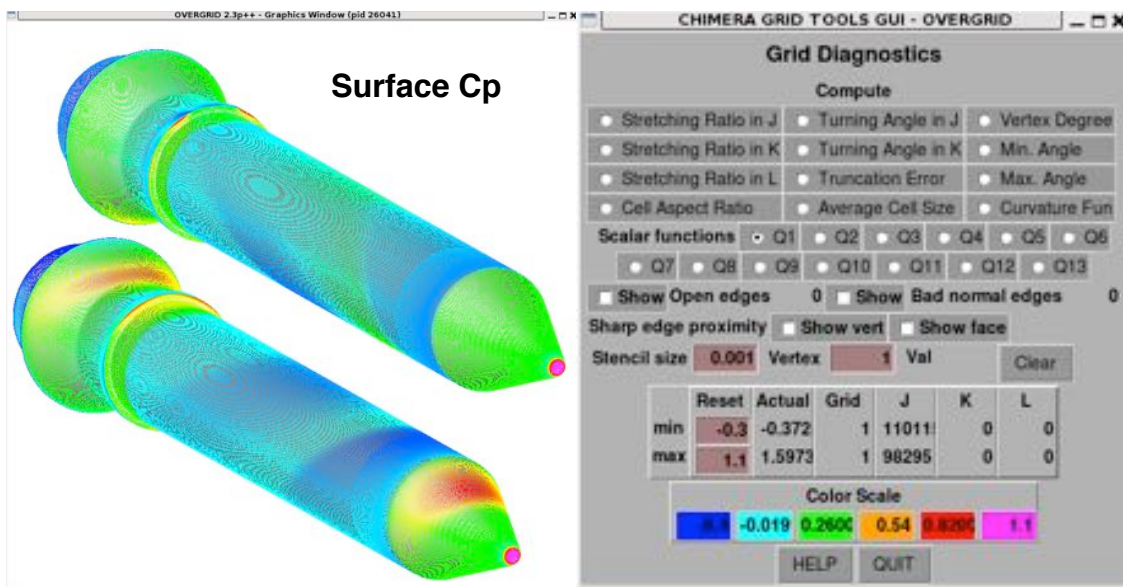 OVERGRID 2.3p++ - Graphics Window (pid 26041)
Surface Cp
CHIMERA GRID TOOLS GUI - OVERGRID
Grid Diagnostics
Compute
Stretching Ratio in J Turning Angle in J Vertex Degree
Stretching Ratio in K Turning Angle in K Min. Angle
Stretching Ratio in L Truncation Error Max. Angle
Cell Aspect Ratio Average Cell Size Curvature Fun
Scalar functions Q1 Q2 Q3 Q4 Q5 Q6
Q7 Q8 Q9 Q10 Q11 Q12 Q13
Show Open edges 0 Show Bad normal edges 0
Sharp edge proximity Show vert Show face
Stencil size 0.001 Vertex 1 Val Clear
Reset Actual Grid J K L
min -0.3 -0.372 1 11011 0 0
max 1.1 1.5973 1 98295 0 0
Color Scale
-0.019 0.2600 0.54 0.8200 1.1
HELP QUIT